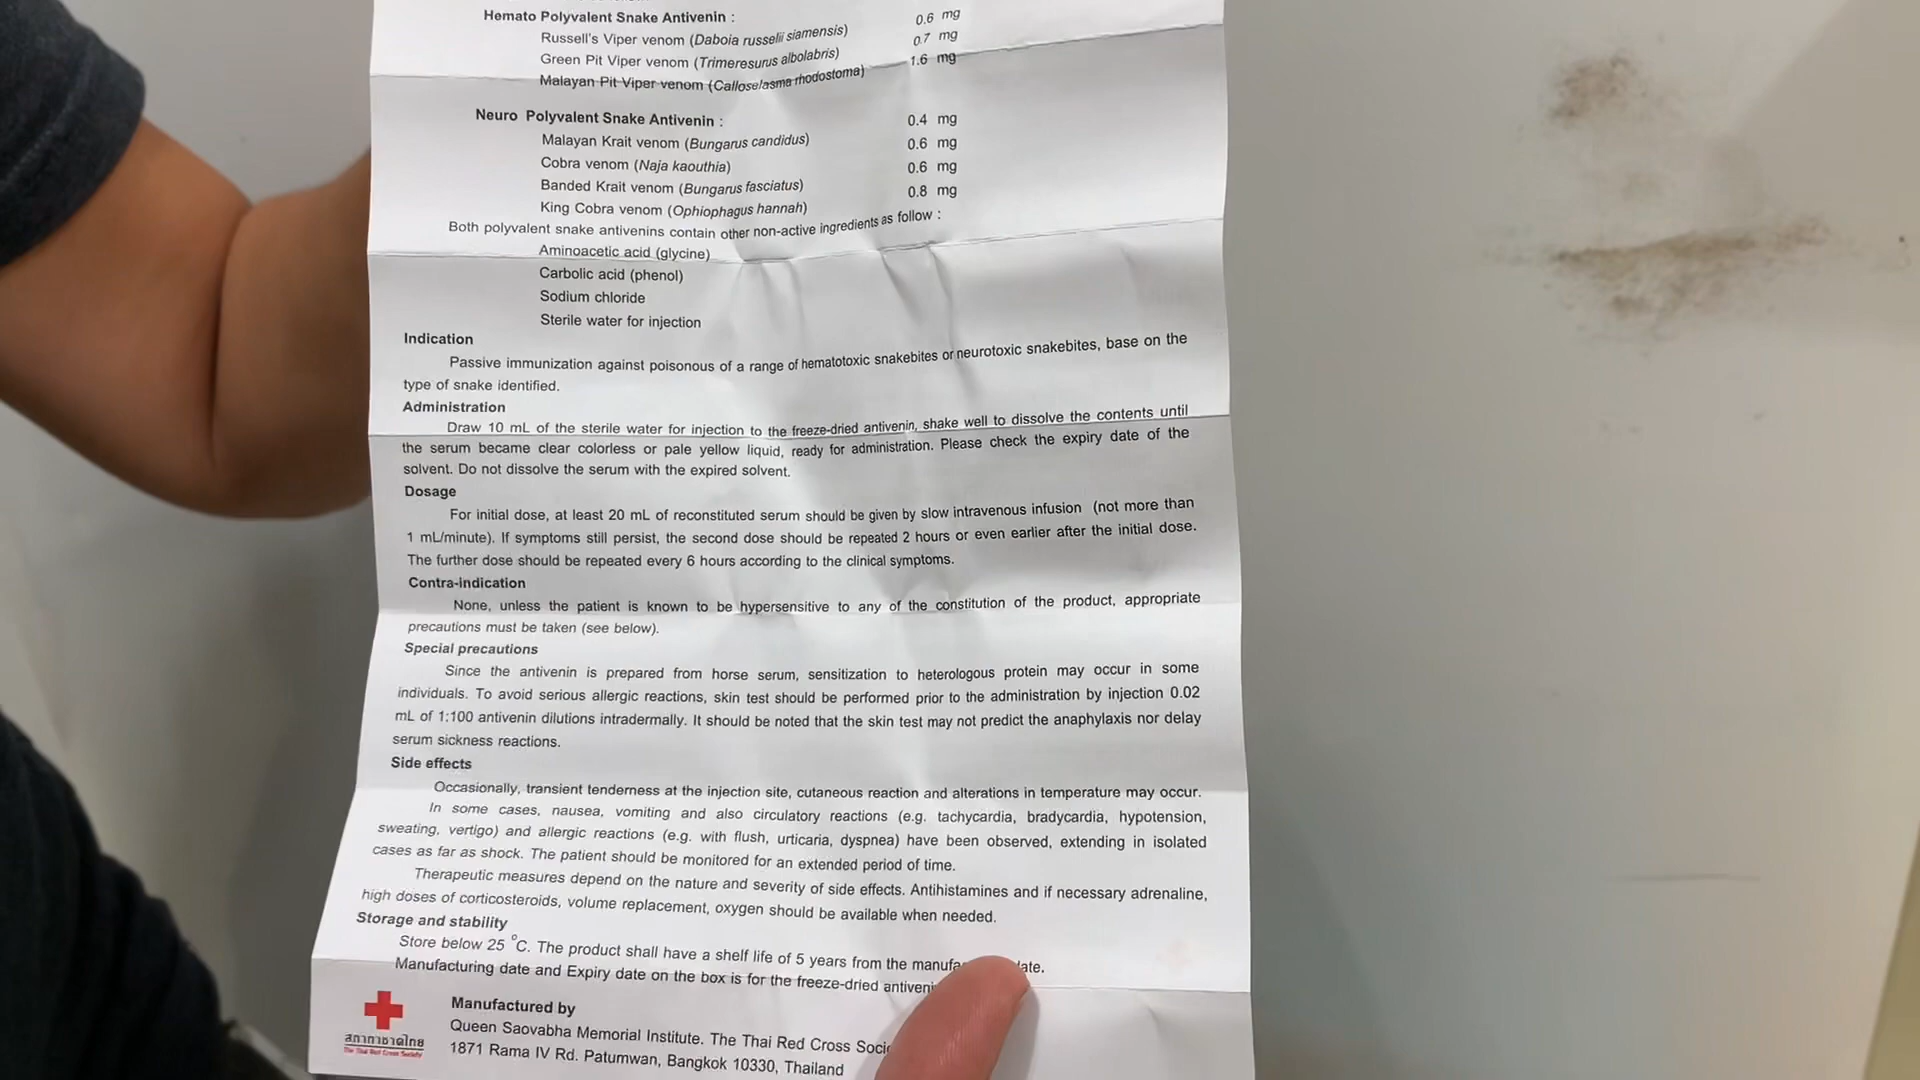 Hemato Polyvalent Snake Antivenin :
Russell's Viper venom (Daboia russelii siamensis) 0.6 mg
Green Pit Viper venom (Trimeresurus albolabris) 0.7 mg
Malayan Pit Viper venom (Calloselasma rhodostoma) 1.6 mg
Neuro Polyvalent Snake Antivenin :
Malayan Krait venom (Bungarus candidus) 0.4 mg
Cobra venom (Naja kaouthia) 0.6 mg
Banded Krait venom (Bungarus fasciatus) 0.6 mg
King Cobra venom (Ophiophagus hannah) 0.8 mg
Both polyvalent snake antivenins contain other non-active ingredients as follow :
Aminoacetic acid (glycine)
Carbolic acid (phenol)
Sodium chloride
Sterile water for injection
Indication
Passive immunization against poisonous of a range of hematotoxic snakebites or neurotoxic snakebites, base on the
type of snake identified.
Administration
Draw 10 mL of the sterile water for injection to the freeze-dried antivenin, shake well to dissolve the contents until
the serum became clear colorless or pale yellow liquid, ready for administration. Please check the expiry date of the
solvent. Do not dissolve the serum with the expired solvent.
Dosage
For initial dose, at least 20 mL of reconstituted serum should be given by slow intravenous infusion (not more than
1 mL/minute). If symptoms still persist, the second dose should be repeated 2 hours or even earlier after the initial dose.
The further dose should be repeated every 6 hours according to the clinical symptoms.
Contra-indication
None, unless the patient is known to be hypersensitive to any of the constitution of the product, appropriate
precautions must be taken (see below).
Special precautions
Since the antivenin is prepared from horse serum, sensitization to heterologous protein may occur in some
individuals. To avoid serious allergic reactions, skin test should be performed prior to the administration by injection 0.02
mL of 1:100 antivenin dilutions intradermally. It should be noted that the skin test may not predict the anaphylaxis nor delay
serum sickness reactions.
Side effects
Occasionally, transient tenderness at the injection site, cutaneous reaction and alterations in temperature may occur.
In some cases, nausea, vomiting and also circulatory reactions (e.g. tachycardia, bradycardia, hypotension,
sweating, vertigo) and allergic reactions (e.g. with flush, urticaria, dyspnea) have been observed, extending in isolated
cases as far as shock. The patient should be monitored for an extended period of time.
Therapeutic measures depend on the nature and severity of side effects. Antihistamines and if necessary adrenaline,
high doses of corticosteroids, volume replacement, oxygen should be available when needed.
Storage and stability
Store below 25 °C. The product shall have a shelf life of 5 years from the
Manufacturing date and Expiry date on the box is for the freeze-dried
Manufactured by
Queen Saovabha Memorial Institute. The Thai Red Cross
1871 Rama IV Rd. Patumwan, Bangkok 10330, Thailand
สภากาชาดไทย
The Thai Red Cross Society